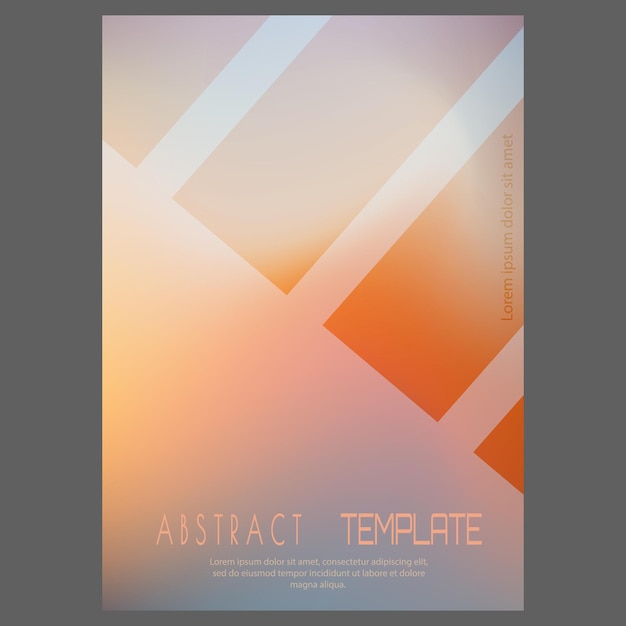 Lorem ipsum dolor sit amet
ABSTRACT TEMPLATE
Lorem ipsum dolor sit amet, consectetur adipiscing elit,
sed do eiusmod tempor incididunt ut labore et dolore
magna aliqua.